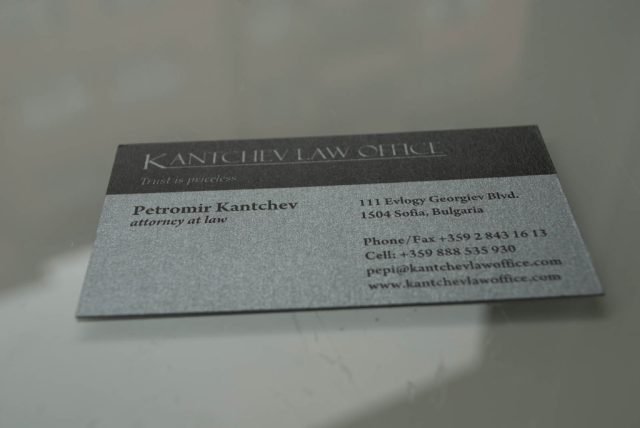 KANTCHEV LAW OFFICE
Trust is priceless
Petromir Kantchev
attorney at law
111 Evlogy Georgiev Blvd.
1504 Sofia, Bulgaria
Phone/Fax +359 2 843 16 13
Cell: +359 888 535 930
pepi@kantchevlawoffice.com
www.kantchevlawoffice.com